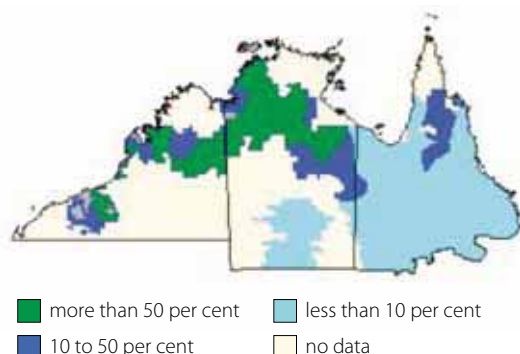 more than 50 per cent
less than 10 per cent
10 to 50 per cent
no data